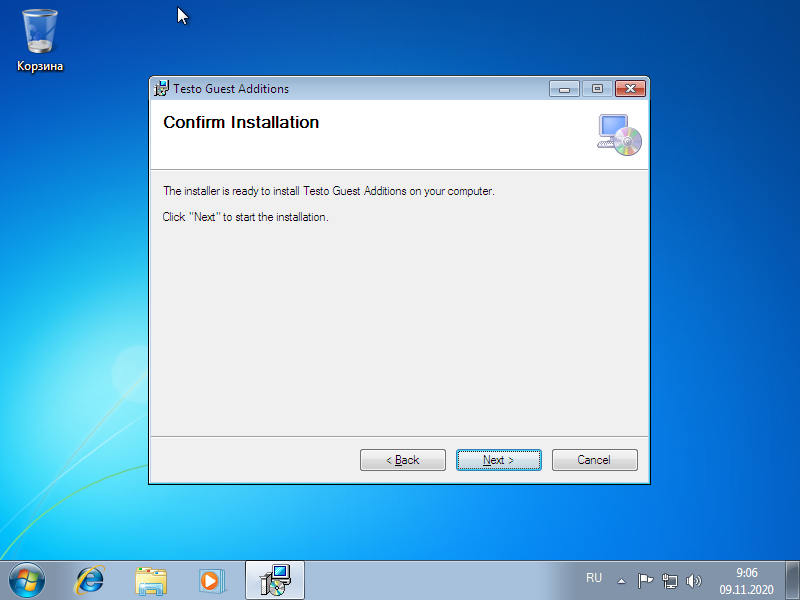 Корзина
Testo Guest Additions
Confirm Installation
The installer is ready to install Testo Guest Additions on your computer.
Click "Next" to start the installation.
< Back
Next >
Cancel
RU
9:06
09.11.2020